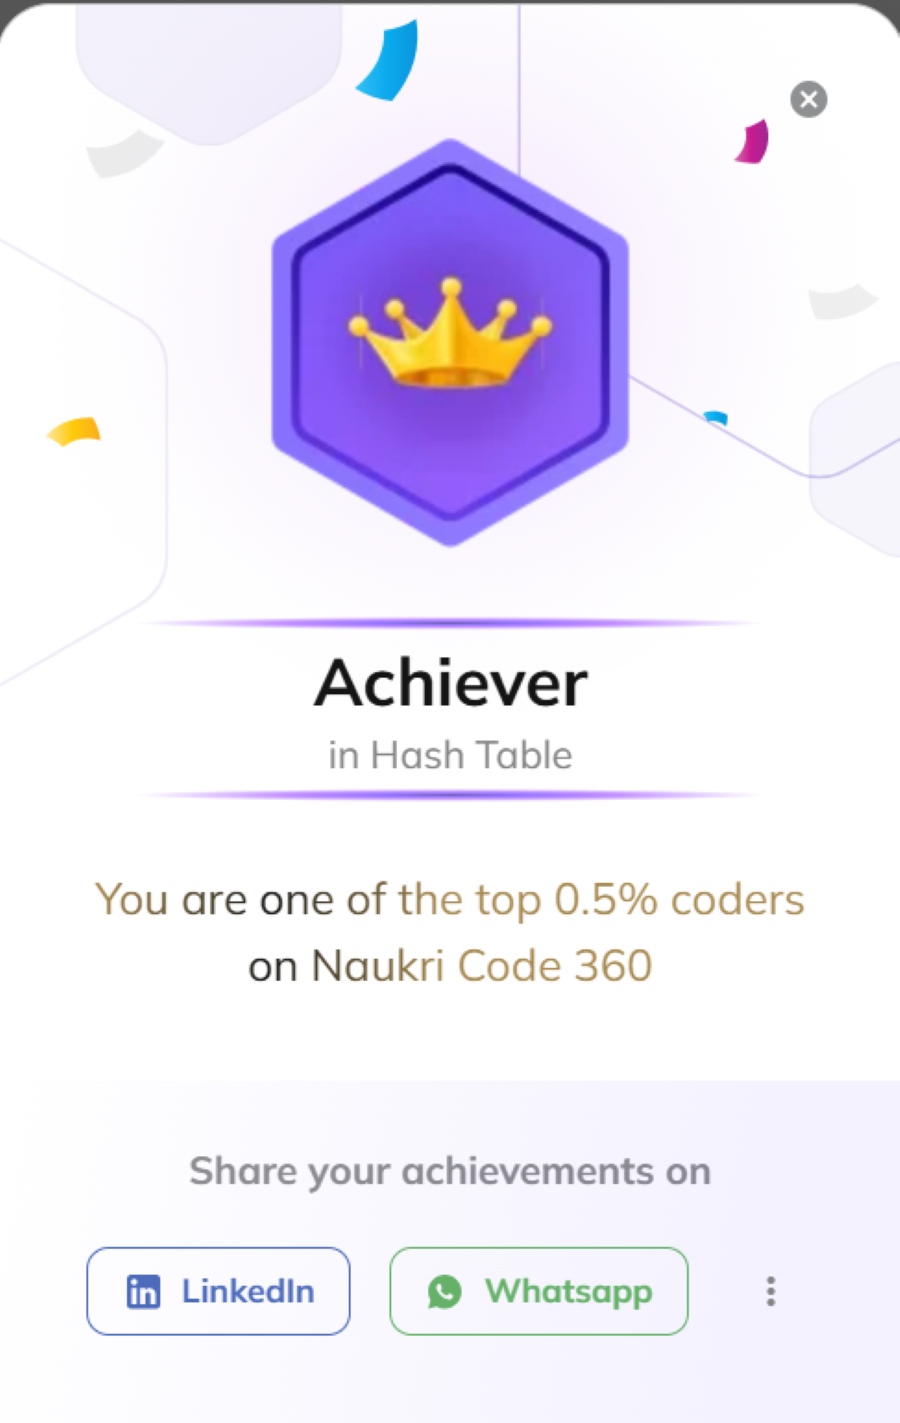 Achiever
in Hash Table
You are one of the top 0.5% coders
on Naukri Code 360
Share your achievements on
LinkedIn
Whatsapp